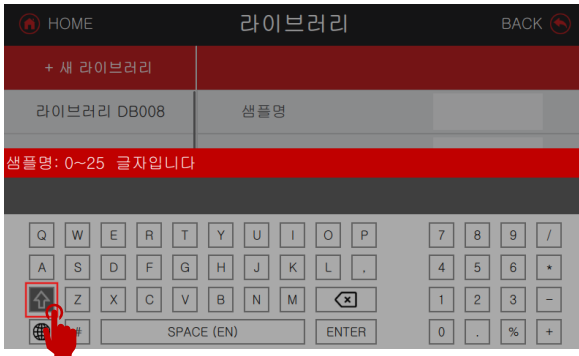 HOME 라이브러리 BACK
+ 새 라이브러리
라이브러리 DB008 샘플명
샘플명: 0~25 글자입니다
Q W E R T Y U I O P 7 8 9 /
A S D F G H J K L , 4 5 6 *
Z X C V B N M 1 2 3 -
# SPACE (EN) ENTER 0 . % +